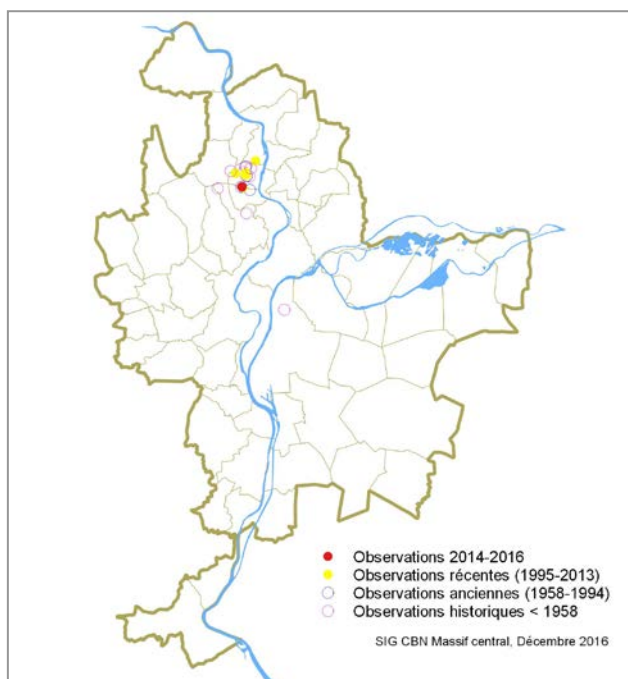 Observations 2014-2016
Observations récentes (1995-2013)
Observations anciennes (1958-1994)
Observations historiques < 1958
SIG CBN Massif central, Décembre 2016